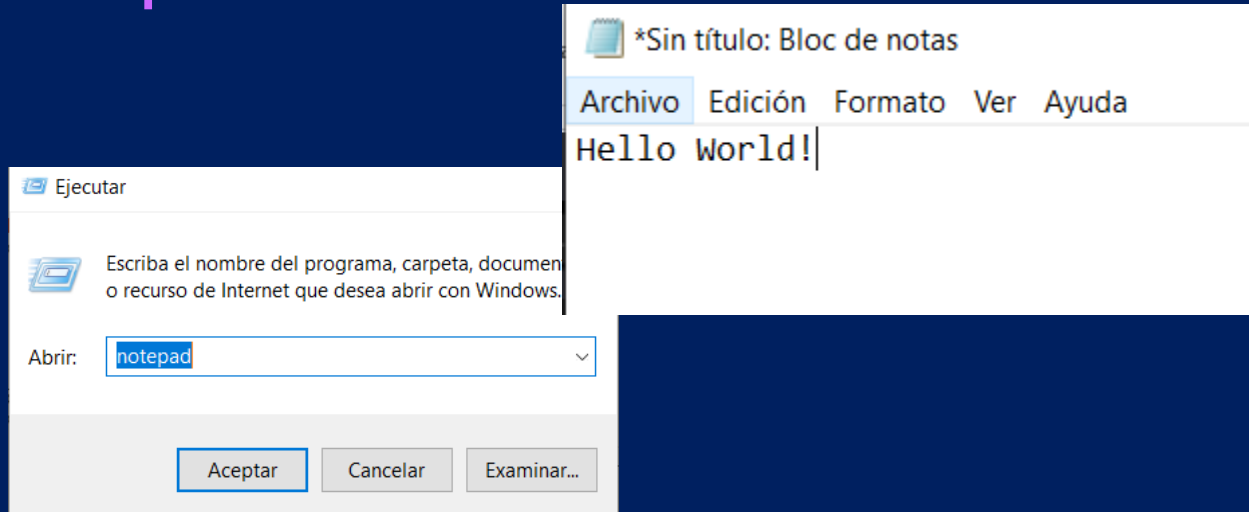 *Sin título: Bloc de notas
Archivo Edición Formato Ver Ayuda
Hello World!
Ejecutar
Escriba el nombre del programa, carpeta, documen
o recurso de Internet que desea abrir con Windows.
Abrir: notepad
Aceptar Cancelar Examinar...